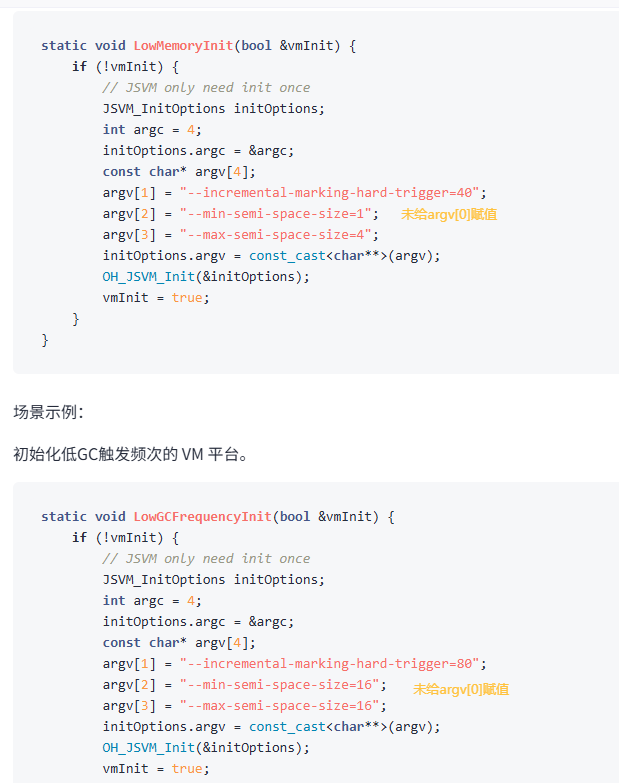 static void LowMemoryInit(bool &vmInit) {
if (!vmInit) {
// JSVM only need init once
JSVM_InitOptions initOptions;
int argc = 4;
initOptions.argc = &argc;
const char* argv[4];
argv[1] = "--incremental-marking-hard-trigger=40";
argv[2] = "--min-semi-space-size=1"; 未给argv[0]赋值
argv[3] = "--max-semi-space-size=4";
initOptions.argv = const_cast<char**>(argv);
OH_JSVM_Init(&initOptions);
vmInit = true;
}
}
场景示例：
初始化低GC触发频次的 VM 平台。
static void LowGCFrequencyInit(bool &vmInit) {
if (!vmInit) {
// JSVM only need init once
JSVM_InitOptions initOptions;
int argc = 4;
initOptions.argc = &argc;
const char* argv[4];
argv[1] = "--incremental-marking-hard-trigger=80";
argv[2] = "--min-semi-space-size=16"; 未给argv[0]赋值
argv[3] = "--max-semi-space-size=16";
initOptions.argv = const_cast<char**>(argv);
OH_JSVM_Init(&initOptions);
vmInit = true;